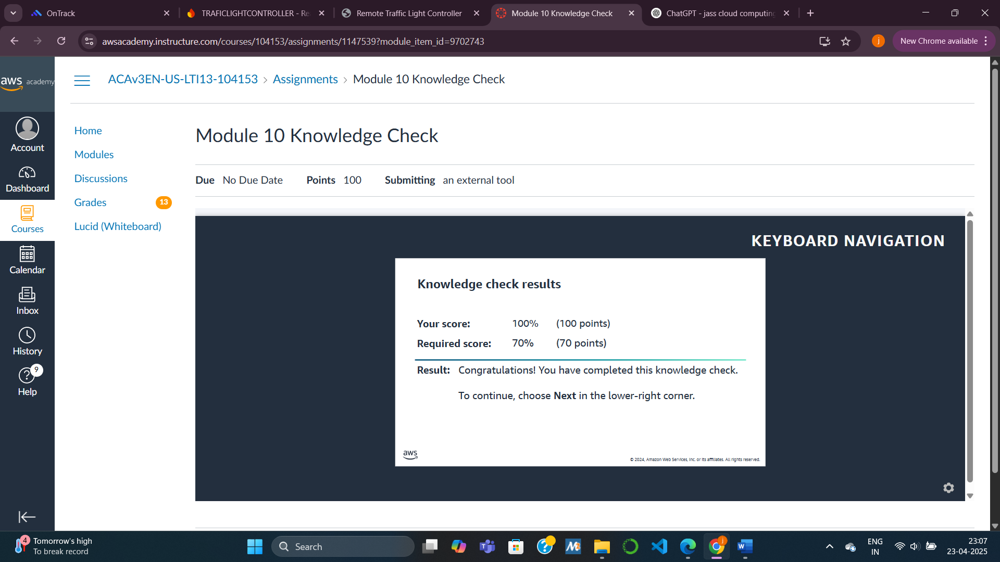 OnTrack
TRAFICLIGHTCONTROLLER - Re
Remote Traffic Light Controller
Module 10 Knowledge Check
ChatGPT - jass cloud computing
awsacademy.instructure.com/courses/104153/assignments/1147539?module_item_id=9702743
j
New Chrome available
aws academy
ACAv3EN-US-LTI13-104153 > Assignments > Module 10 Knowledge Check
Account
Dashboard
Courses
Calendar
Inbox
History
9
Help
Home
Modules
Discussions
Grades 13
Lucid (Whiteboard)
Module 10 Knowledge Check
Due No Due Date Points 100 Submitting an external tool
KEYBOARD NAVIGATION
Knowledge check results
Your score: 100% (100 points)
Required score: 70% (70 points)
Result: Congratulations! You have completed this knowledge check.
To continue, choose Next in the lower-right corner.
aws
© 2024, Amazon Web Services, Inc. or its affiliates. All rights reserved.
4
Tomorrow's high
To break record
Search
ENG
IN
23:07
23-04-2025